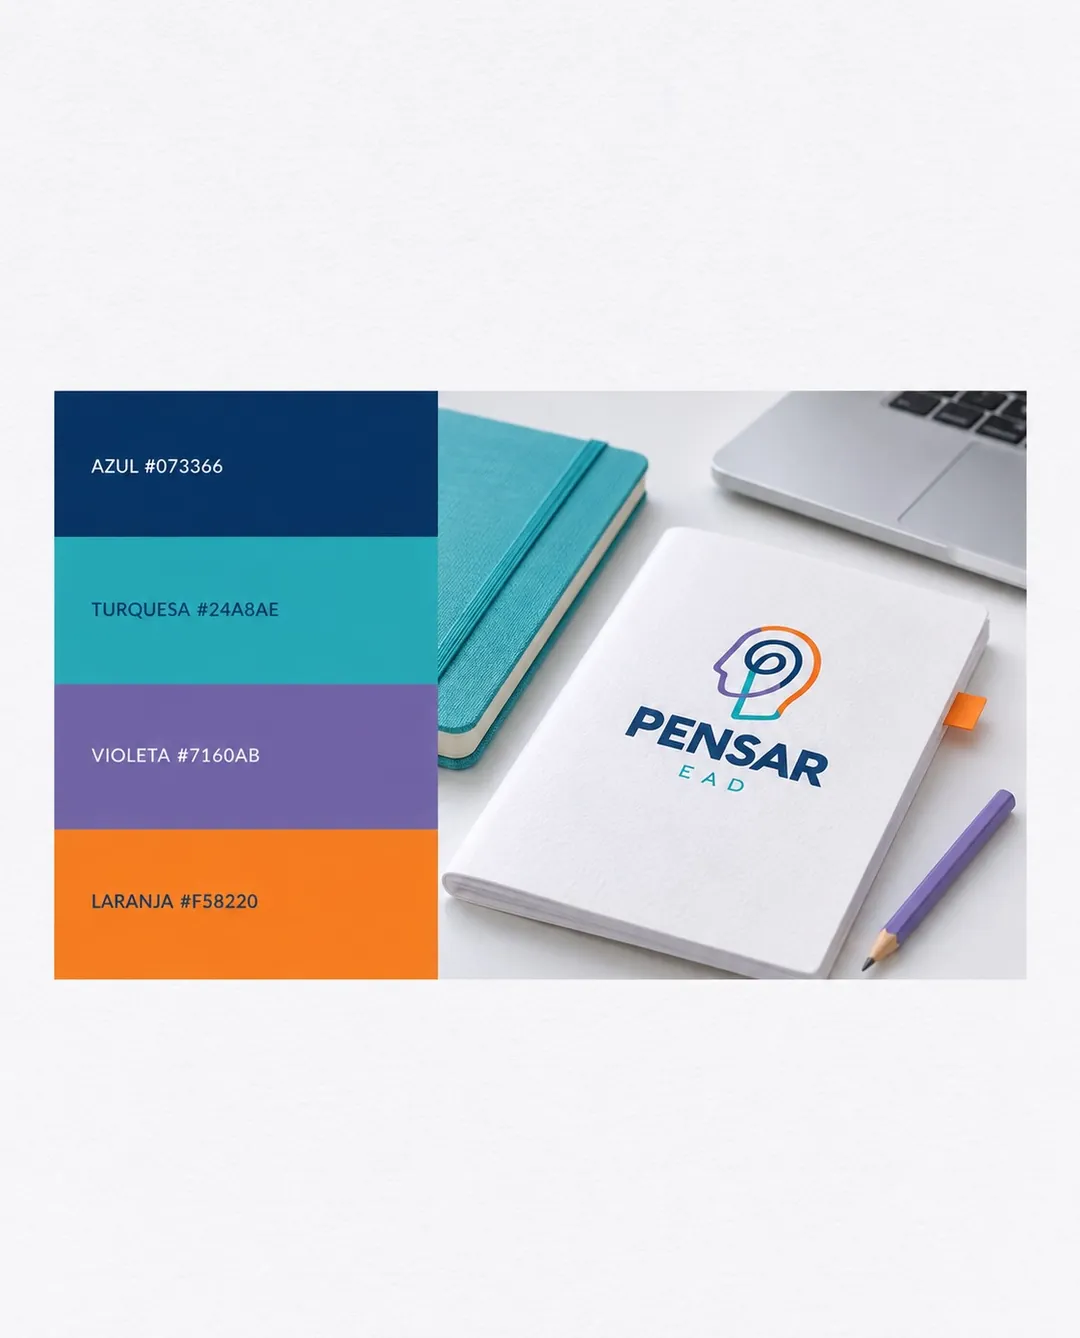 AZUL #073366
TURQUESA #24A8AE
VIOLETA #7160AB
LARANJA #F58220
PENSAR
EAD